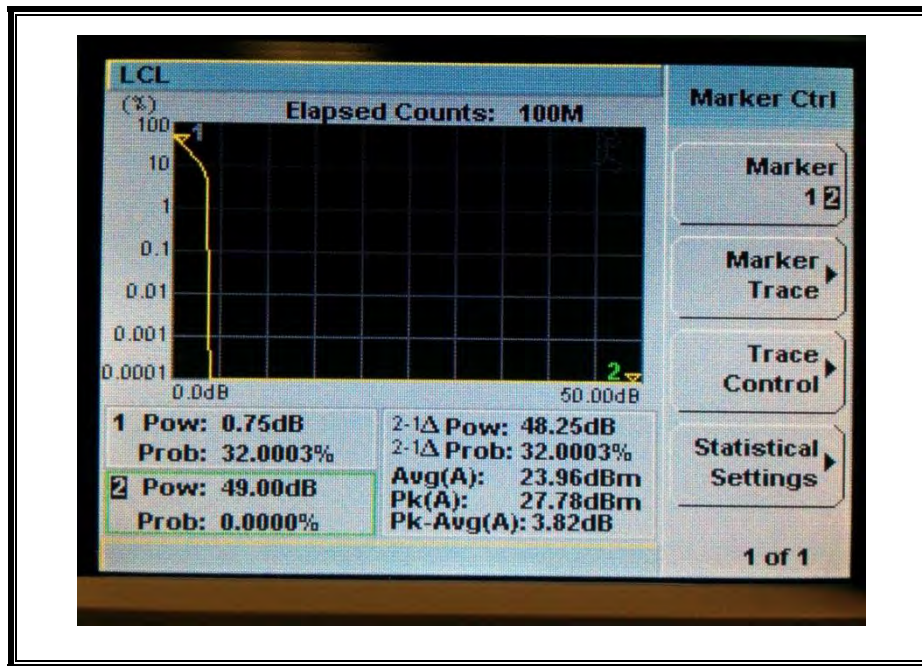 LCL
(%)
Elapsed Counts: 100M
100
10
1
0.1
0.01
0.001
0.0001
1
2
0.0dB
50.00dB
1 Pow: 0.75dB
Prob: 32.0003%
2 Pow: 49.00dB
Prob: 0.0000%
2-1Δ Pow: 48.25dB
2-1Δ Prob: 32.0003%
Avg(A): 23.96dBm
Pk(A): 27.78dBm
Pk-Avg(A): 3.82dB
Marker Ctrl
Marker
1 2
Marker
Trace
Trace
Control
Statistical
Settings
1 of 1